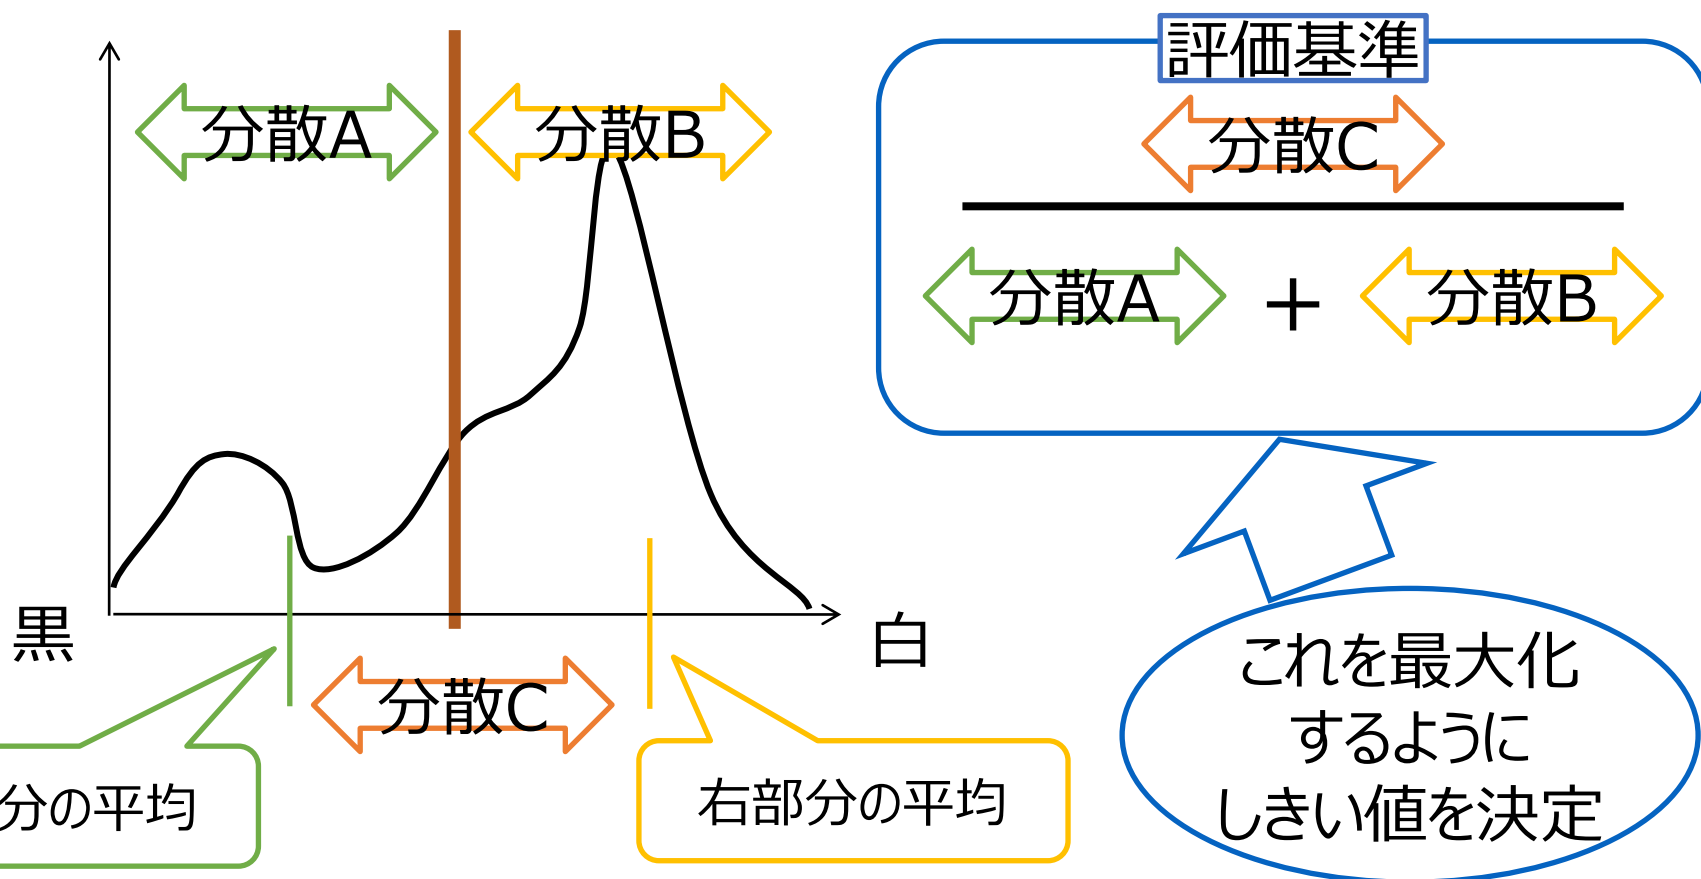 評価基準
分散A
分散B
分散C
分散A
+
分散B
黒
白
分散C
分の平均
右部分の平均
これを最大化
するように
しきい値を決定